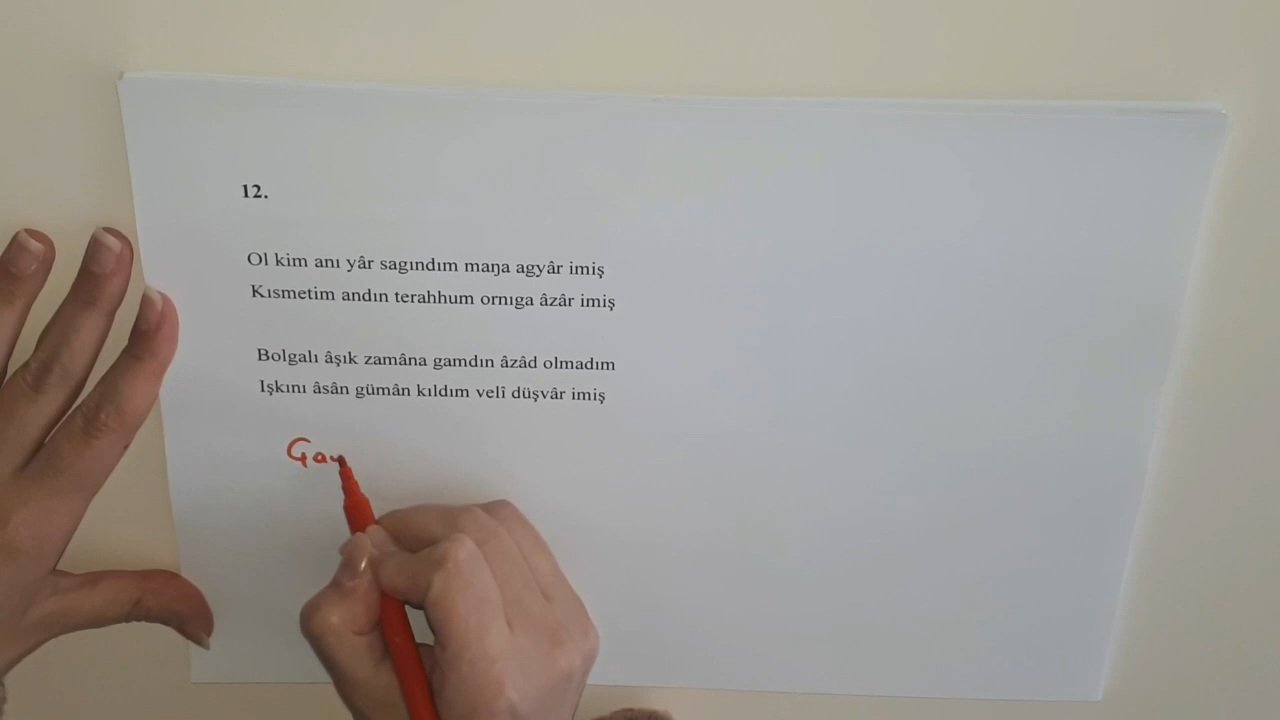 12.
Ol kim anı yâr sagındım maŋa agyâr imiş
Kısmetim andın terahhum ornıga âzâr imiş
Bolgalı âşık zamâna gamdın âzâd olmadım
Işkını âsân gümân kıldım velî düşvâr imiş